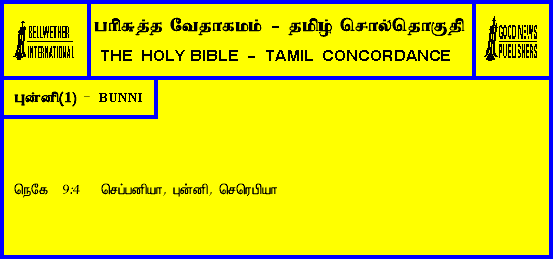 BELLWETHER
INTERNATIONAL
பரிசுத்த வேதாகமம் - தமிழ் சொல்தொகுதி
THE HOLY BIBLE - TAMIL CONCORDANCE
GOOD NEWS
PUBLISHERS
புன்னி(1) - BUNNI
நெகே 9:4 செப்பனியா, புன்னி, செரெபியா